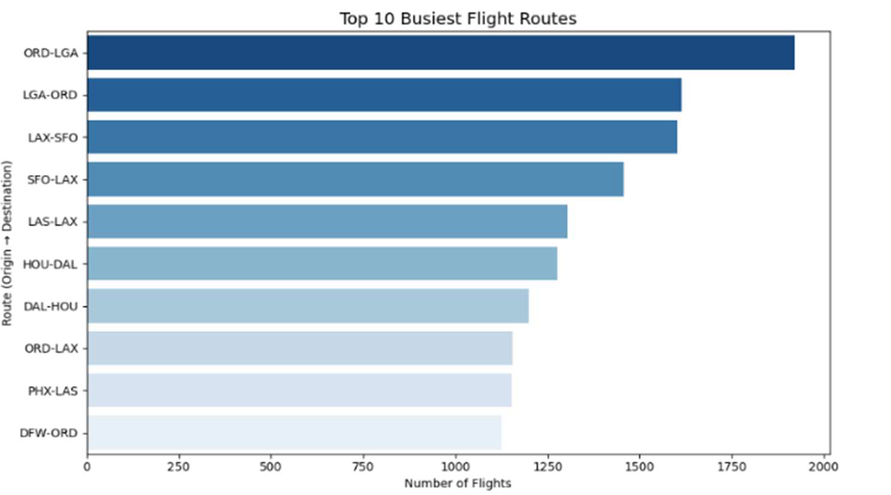 Top 10 Busiest Flight Routes
Route (Origin → Destination)
ORD-LGA
LGA-ORD
LAX-SFO
SFO-LAX
LAS-LAX
HOU-DAL
DAL-HOU
ORD-LAX
PHX-LAS
DFW-ORD
0 250 500 750 1000 1250 1500 1750 2000
Number of Flights